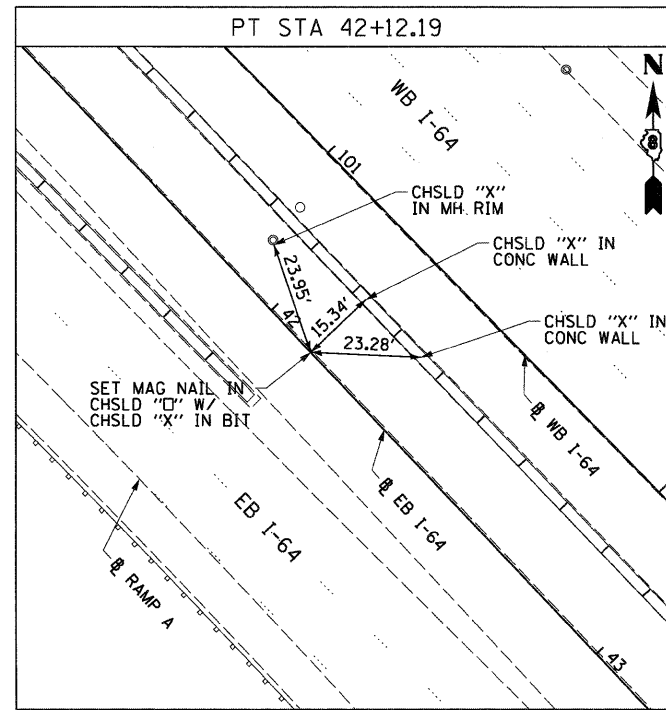 PT STA 42+12.19
N
8
WB I-64
101
CHSLD "X"
IN MH. RIM
CHSLD "X" IN
CONC WALL
CHSLD "X" IN
CONC WALL
23.95'
42
15.34'
23.28'
SET MAG NAIL IN
CHSLD "□" W/
CHSLD "X" IN BIT
℄ WB I-64
℄ EB I-64
EB I-64
℄ RAMP A
43